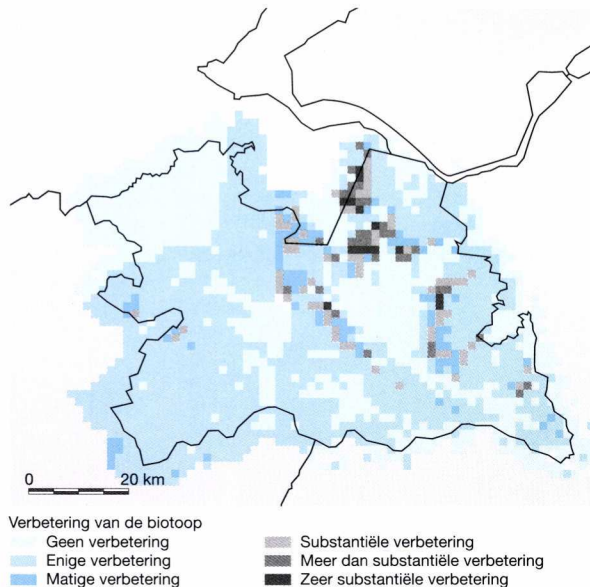 0 20 km
Verbetering van de biotoop
Geen verbetering
Enige verbetering
Matige verbetering
Substantiële verbetering
Meer dan substantiële verbetering
Zeer substantiële verbetering